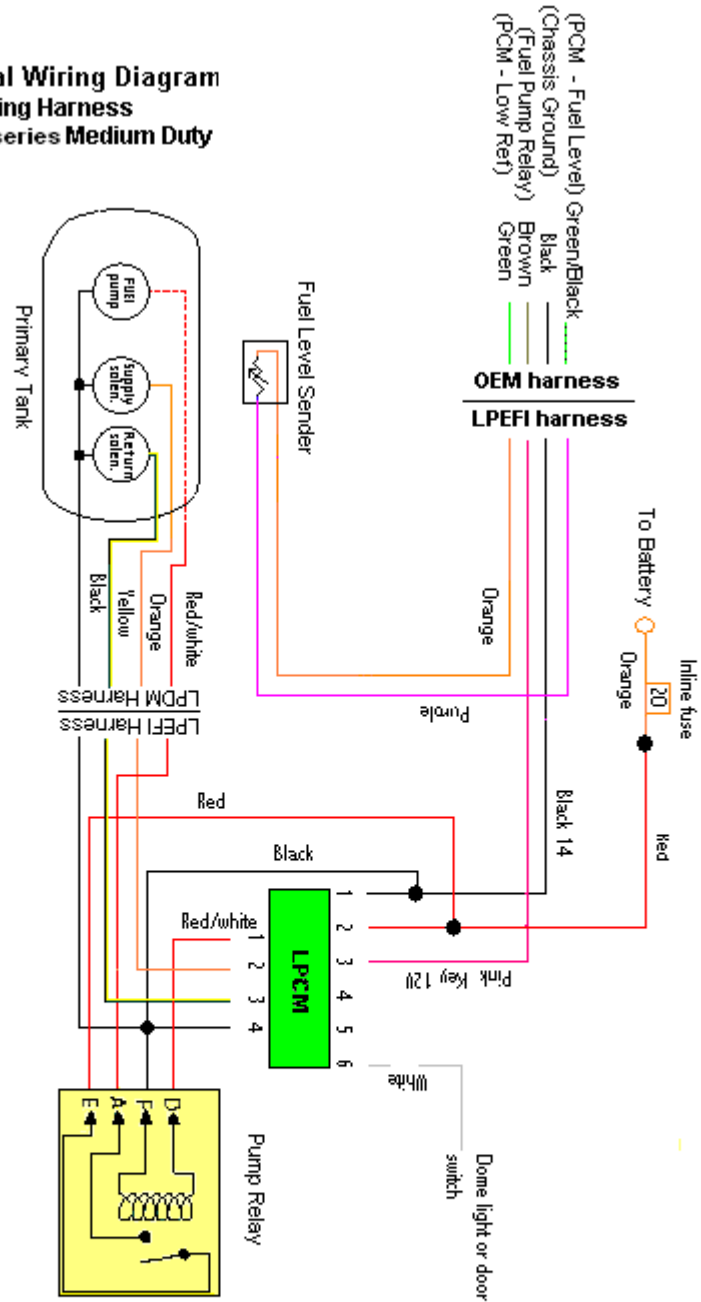 al Wiring Diagram
ing Harness
series Medium Duty
(PCM - Fuel Level) Green/Black
(Chassis Ground) Black
(Fuel Pump Relay) Brown
(PCM - Low Ref) Green
OEM harness
LPEFI harness
Fuel Level Sender
Primary Tank
Fuel
pump
Supply
solen.
Return
solen.
To Battery
Inline fuse
20
Orange
Red
Orange
Purple
Black 14
Red/white
Orange
Yellow
Black
LPDM Harness
LPEFI Harness
Red
Black
Red/white
1
2
3
4
LPCM
1
2
3
4
5
6
Pink Key 12V
White
Dome light or door
switch
E A F D
Pump Relay